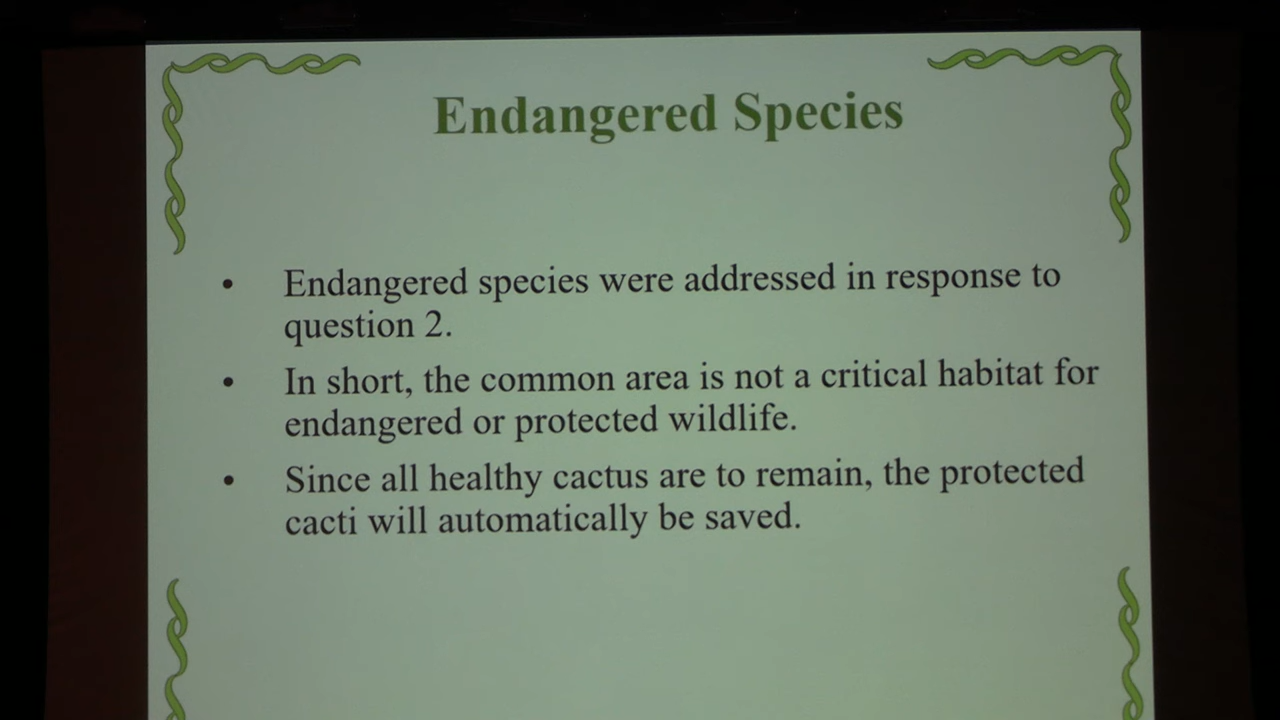 Endangered Species
• Endangered species were addressed in response to
question 2.
• In short, the common area is not a critical habitat for
endangered or protected wildlife.
• Since all healthy cactus are to remain, the protected
cacti will automatically be saved.